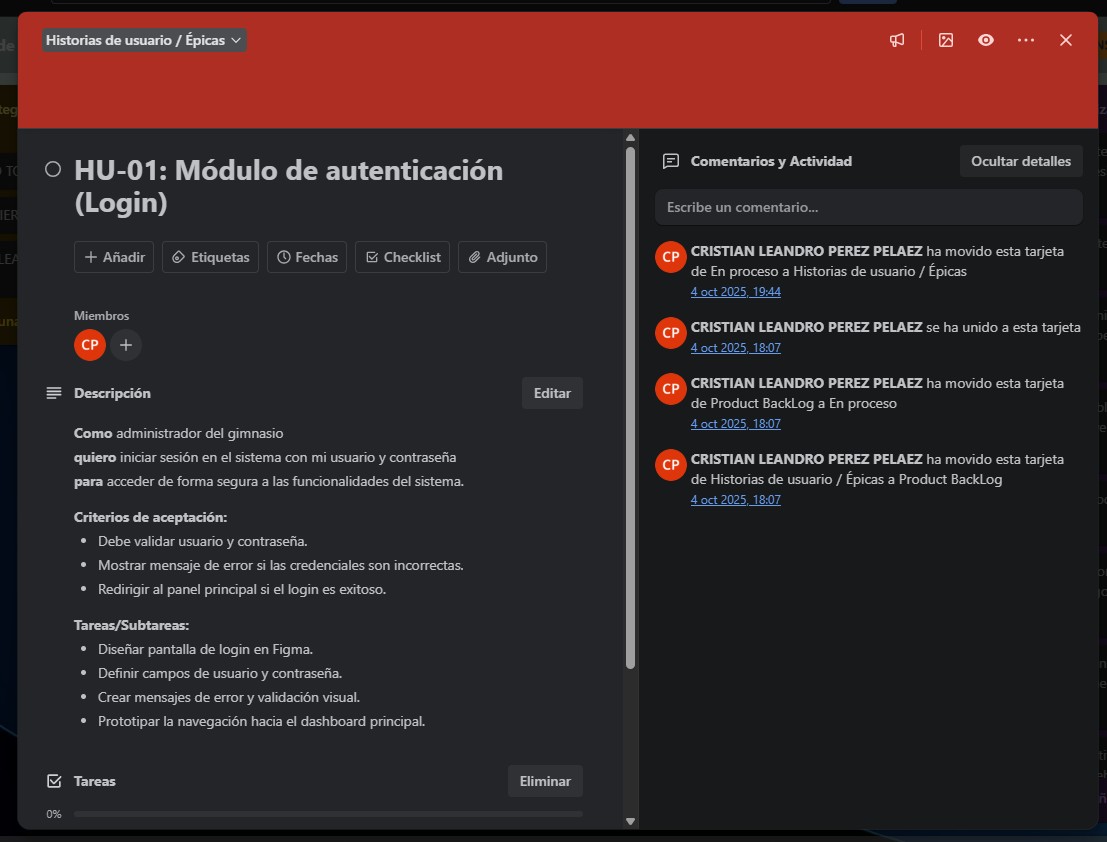 Historias de usuario / Épicas
HU-01: Módulo de autenticación
(Login)
Añadir
Etiquetas
Fechas
Checklist
Adjunto
Miembros
CP
Descripción
Editar
Como administrador del gimnasio
quiero iniciar sesión en el sistema con mi usuario y contraseña
para acceder de forma segura a las funcionalidades del sistema.
Criterios de aceptación:
• Debe validar usuario y contraseña.
• Mostrar mensaje de error si las credenciales son incorrectas.
• Redirigir al panel principal si el login es exitoso.
Tareas/Subtareas:
• Diseñar pantalla de login en Figma.
• Definir campos de usuario y contraseña.
• Crear mensajes de error y validación visual.
• Prototipar la navegación hacia el dashboard principal.
Tareas
Eliminar
0%
Comentarios y Actividad
Ocultar detalles
Escribe un comentario...
CP
CRISTIAN LEANDRO PEREZ PELAEZ ha movido esta tarjeta
de En proceso a Historias de usuario / Épicas
4 oct 2025, 19:44
CP
CRISTIAN LEANDRO PEREZ PELAEZ se ha unido a esta tarjeta
4 oct 2025, 18:07
CP
CRISTIAN LEANDRO PEREZ PELAEZ ha movido esta tarjeta
de Product BackLog a En proceso
4 oct 2025, 18:07
CP
CRISTIAN LEANDRO PEREZ PELAEZ ha movido esta tarjeta
de Historias de usuario / Épicas a Product BackLog
4 oct 2025, 18:07